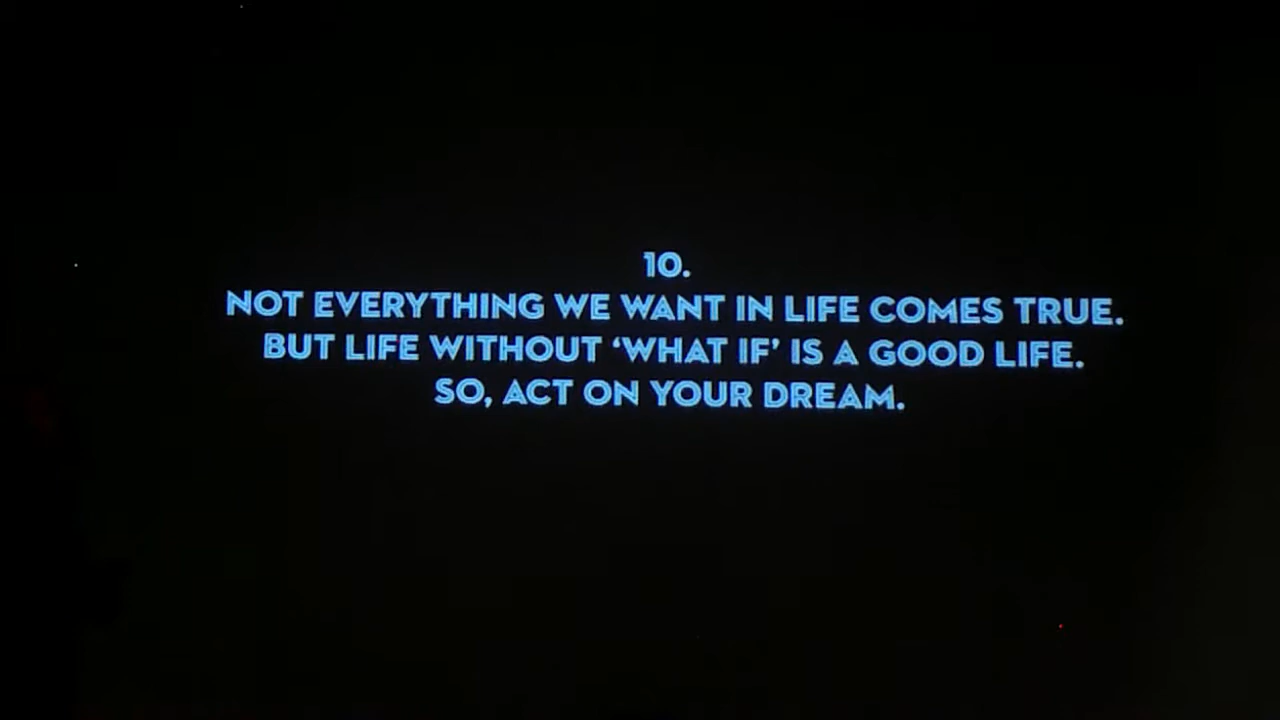 10.
NOT EVERYTHING WE WANT IN LIFE COMES TRUE.
BUT LIFE WITHOUT ‘WHAT IF’ IS A GOOD LIFE.
SO, ACT ON YOUR DREAM.